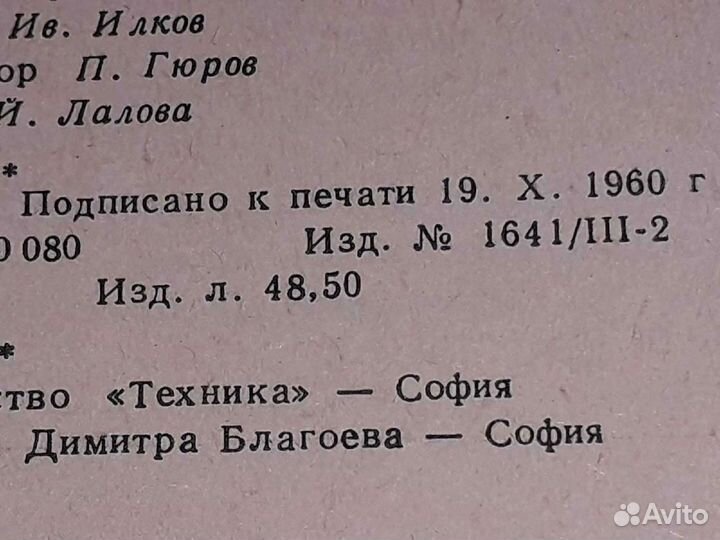 Ив. Илков
ор П. Гюров
Й. Лалова
*
Подписано к печати 19. X. 1960 г
0 080 Изд. № 1641/III-2
Изд. л. 48,50
*
ство «Техника» — София
Димитра Благоева — София
Avito